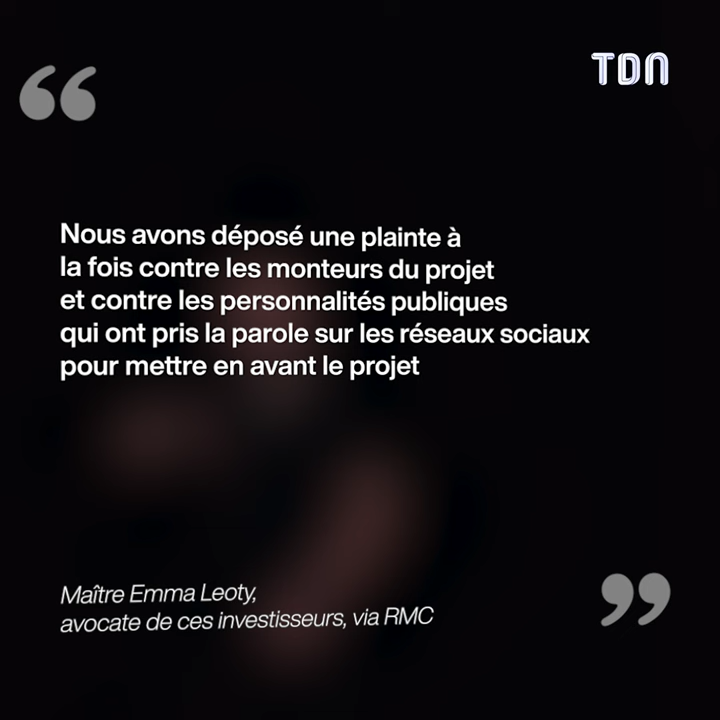 TDN
“
Nous avons déposé une plainte à
la fois contre les monteurs du projet
et contre les personnalités publiques
qui ont pris la parole sur les réseaux sociaux
pour mettre en avant le projet
Maître Emma Leoty,
avocate de ces investisseurs, via RMC
”